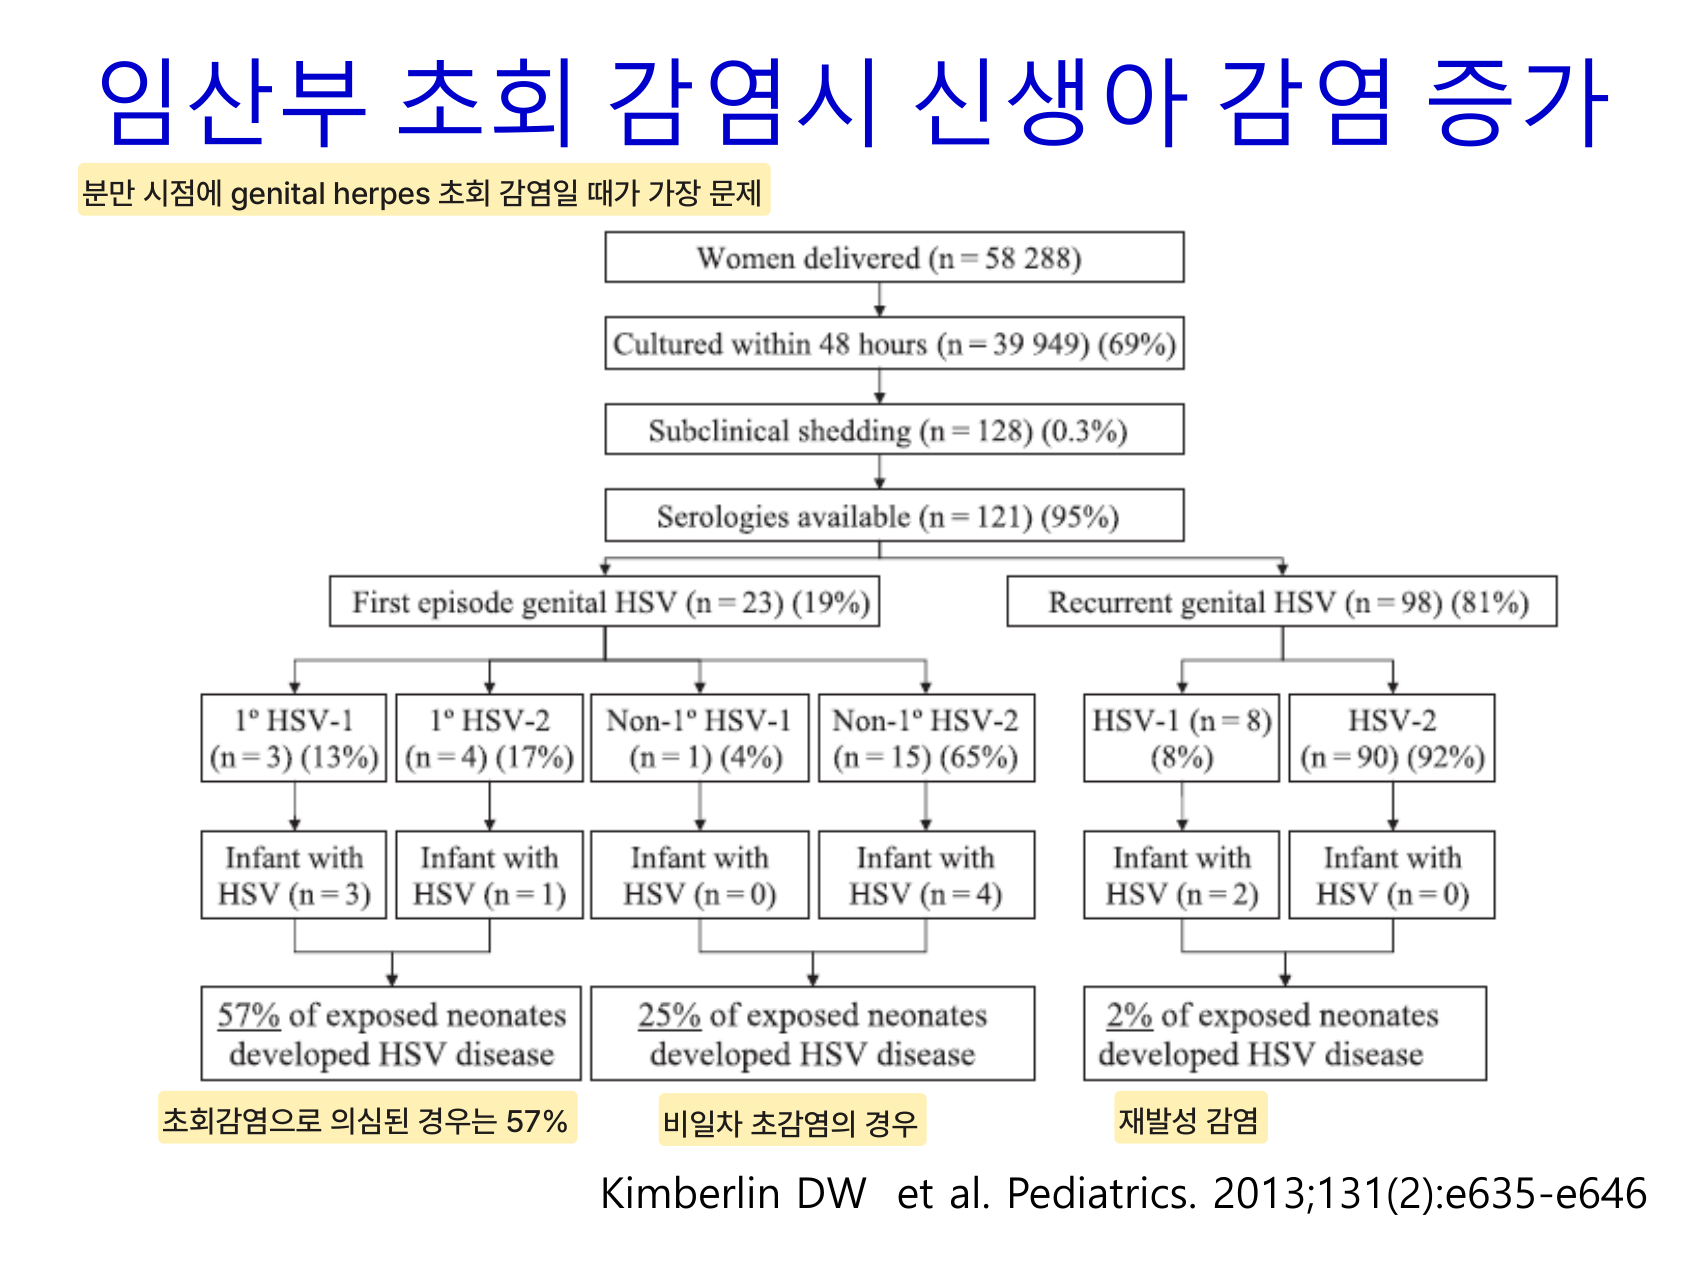 임산부 초회 감염시 신생아 감염 증가
분만 시점에 genital herpes 초회 감염일 때가 가장 문제
Women delivered (n = 58 288)
Cultured within 48 hours (n = 39 949) (69%)
Subclinical shedding (n = 128) (0.3%)
Serologies available (n = 121) (95%)
First episode genital HSV (n = 23) (19%)
Recurrent genital HSV (n = 98) (81%)
1º HSV-1
(n = 3) (13%)
1º HSV-2
(n = 4) (17%)
Non-1º HSV-1
(n = 1) (4%)
Non-1º HSV-2
(n = 15) (65%)
HSV-1 (n = 8)
(8%)
HSV-2
(n = 90) (92%)
Infant with
HSV (n = 3)
Infant with
HSV (n = 1)
Infant with
HSV (n = 0)
Infant with
HSV (n = 4)
Infant with
HSV (n = 2)
Infant with
HSV (n = 0)
57% of exposed neonates
developed HSV disease
25% of exposed neonates
developed HSV disease
2% of exposed neonates
developed HSV disease
초회감염으로 의심된 경우는 57%
비일차 초감염의 경우
재발성 감염
Kimberlin DW et al. Pediatrics. 2013;131(2):e635-e646